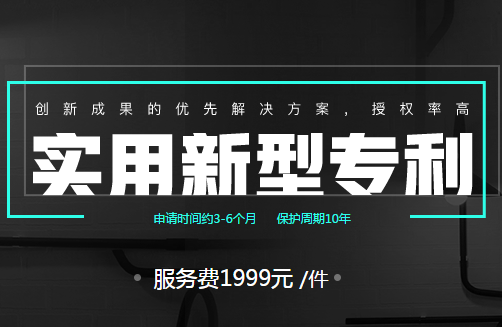 创新成果的优先解决方案，授权率高
实用新型专利
申请时间约3-6个月 保护周期10年
服务费1999元 /件